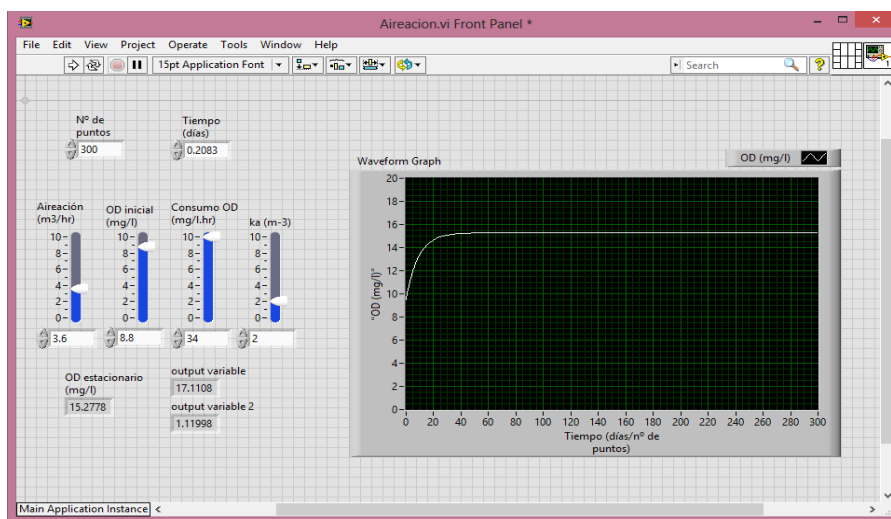 Aireacion.vi Front Panel *
File Edit View Project Operate Tools Window Help
15pt Application Font
Search
Nº de
puntos
300
Tiempo
(días)
0.2083
Aireación
(m3/hr)
10
8
6
4
2
0
3.6
OD inicial
(mg/l)
10
8
6
4
2
0
8.8
Consumo OD
(mg/l.hr)
10
8
6
4
2
0
34
ka (m-3)
10
8
6
4
2
0
2
OD estacionario
(mg/l)
15.2778
output variable
17.1108
output variable 2
1.11998
Waveform Graph
OD (mg/l)
20
18
16
14
12
10
8
6
4
2
0
"OD (mg/l)"
0 20 40 60 80 100 120 140 160 180 200 220 240 260 280 300
Tiempo (días/nº de
puntos)
Main Application Instance